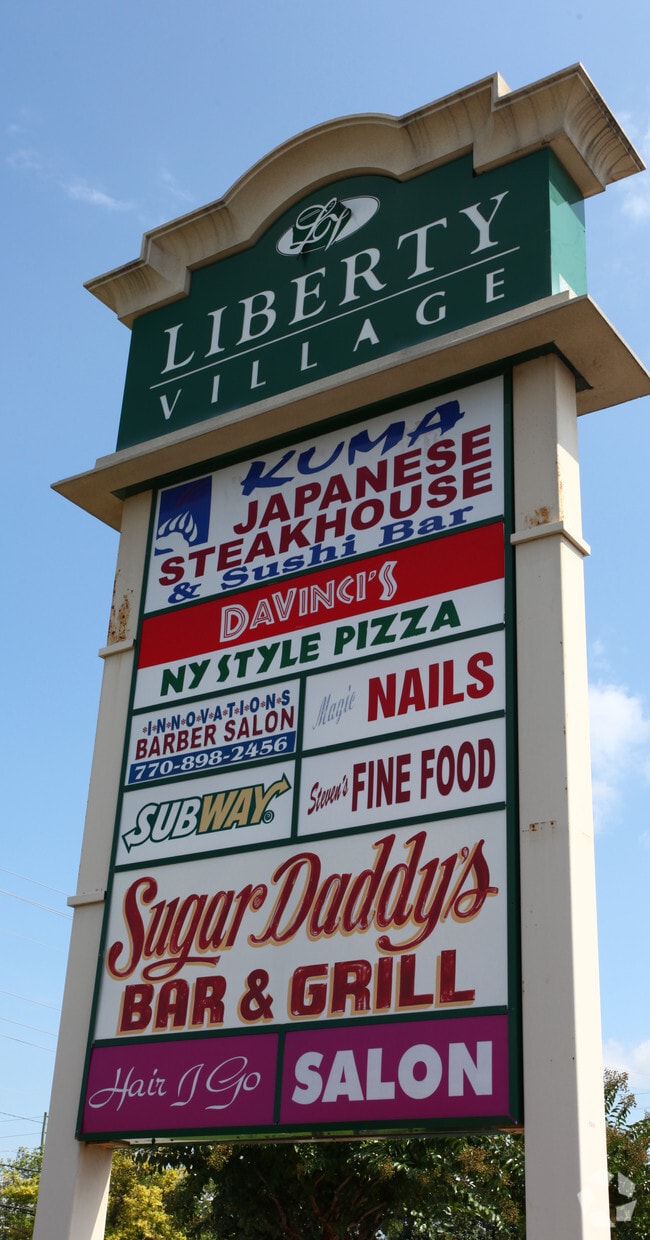 LV
LIBERTY
VILLAGE
KUMA
JAPANESE
STEAKHOUSE
& Sushi Bar
DAVINCI'S
NY STYLE PIZZA
I*N*N*O*V*A*T*I*O*N*S
BARBER SALON
770-898-2456
Magic NAILS
SUBWAY®
Steven's FINE FOOD
Sugar Daddy's
BAR & GRILL
Hair I Go SALON